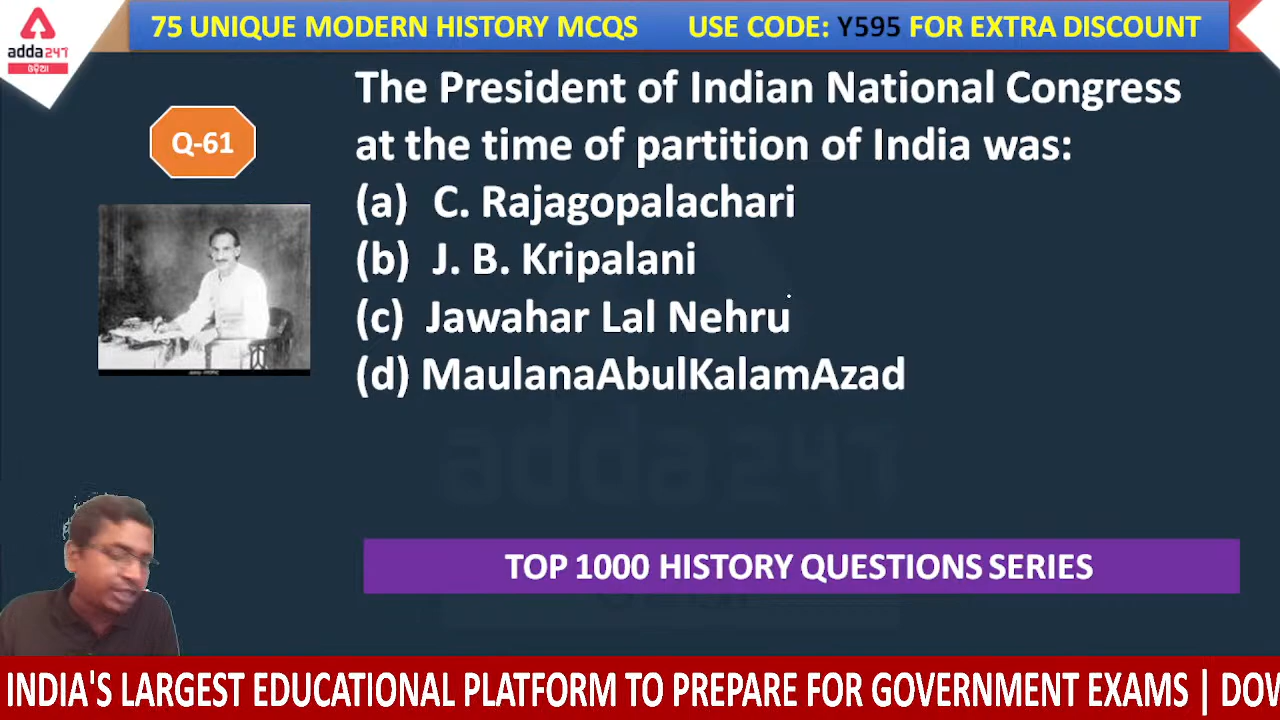 75 UNIQUE MODERN HISTORY MCQS USE CODE: Y595 FOR EXTRA DISCOUNT
adda247
ଓଡ଼ିଆ
Q-61
The President of Indian National Congress
at the time of partition of India was:
(a) C. Rajagopalachari
(b) J. B. Kripalani
(c) Jawahar Lal Nehru
(d) MaulanaAbulKalamAzad
adda247
TOP 1000 HISTORY QUESTIONS SERIES
INDIA'S LARGEST EDUCATIONAL PLATFORM TO PREPARE FOR GOVERNMENT EXAMS | DOW